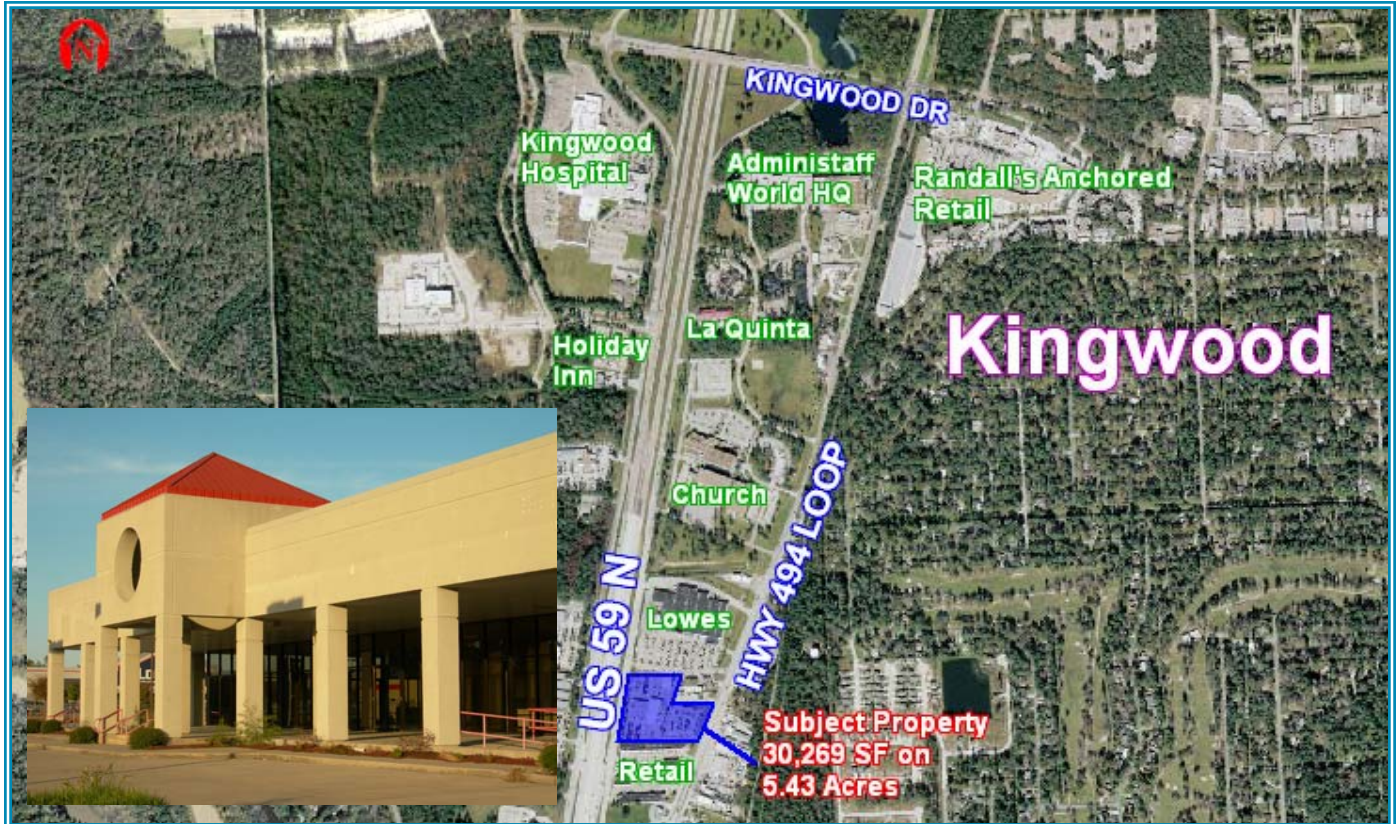 N
KINGWOOD DR
Kingwood
Hospital
Administaff
World HQ
Randall's Anchored
Retail
La Quinta
Holiday
Inn
Kingwood
Church
HWY 494 LOOP
US 59 N
Lowes
Subject Property
30,269 SF on
5.43 Acres
Retail